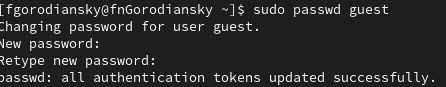 [fgorodiansky@fnGorodiansky ~]$ sudo passwd guest
Changing password for user guest.
New password:
Retype new password:
passwd: all authentication tokens updated successfully.